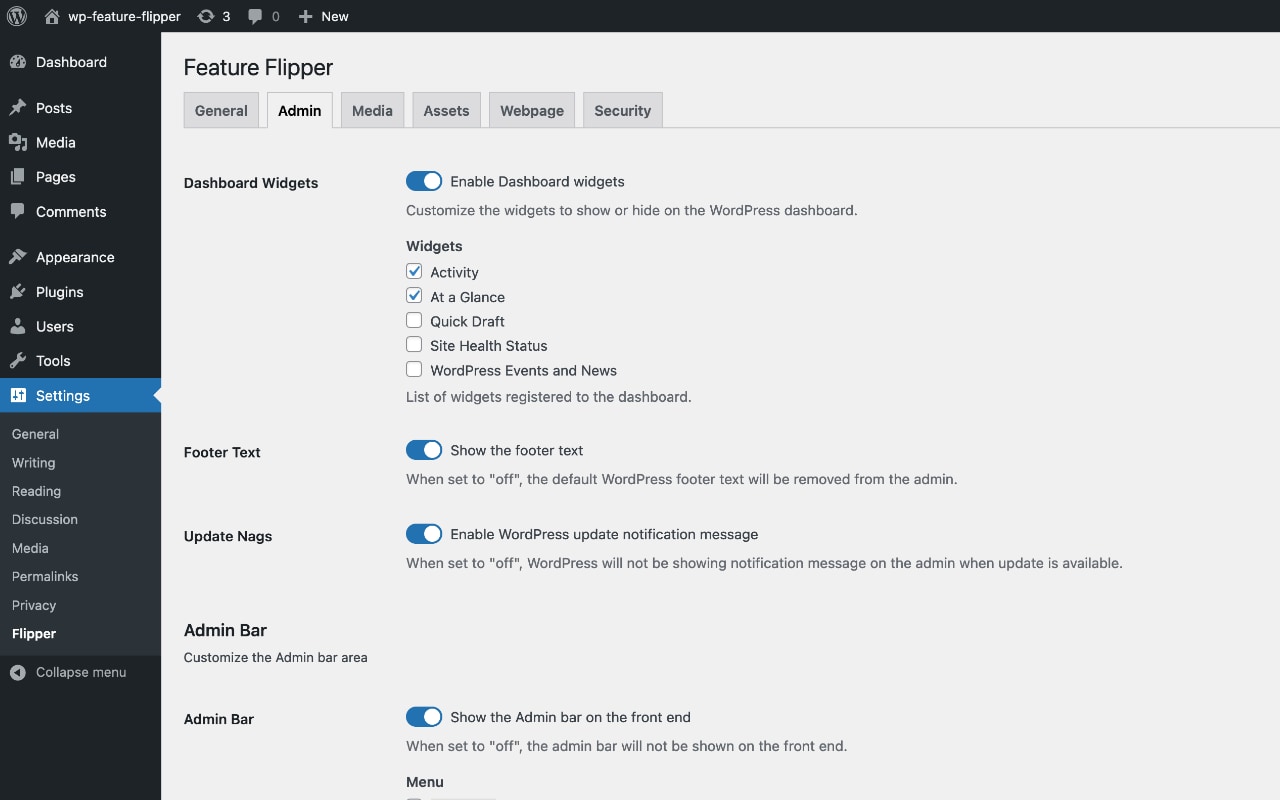 wp-feature-flipper 3 0 New
Dashboard
Posts
Media
Pages
Comments
Appearance
Plugins
Users
Tools
Settings
General
Writing
Reading
Discussion
Media
Permalinks
Privacy
Flipper
Collapse menu
Feature Flipper
General Admin Media Assets Webpage Security
Dashboard Widgets
Enable Dashboard widgets
Customize the widgets to show or hide on the WordPress dashboard.
Widgets
Activity
At a Glance
Quick Draft
Site Health Status
WordPress Events and News
List of widgets registered to the dashboard.
Footer Text
Show the footer text
When set to "off", the default WordPress footer text will be removed from the admin.
Update Nags
Enable WordPress update notification message
When set to "off", WordPress will not be showing notification message on the admin when update is available.
Admin Bar
Customize the Admin bar area
Admin Bar
Show the Admin bar on the front end
When set to "off", the admin bar will not be shown on the front end.
Menu